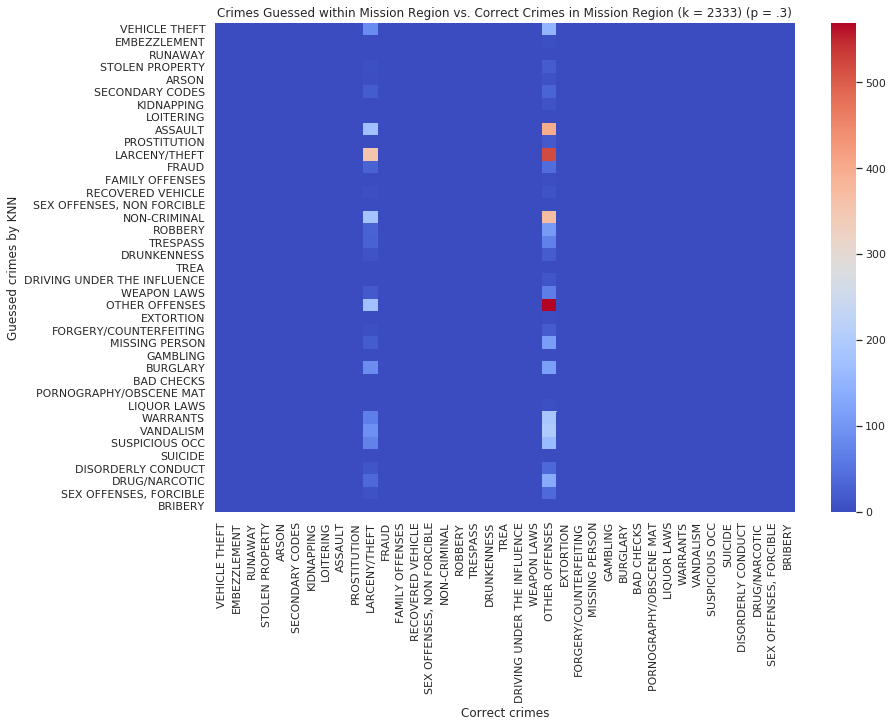 Crimes Guessed within Mission Region vs. Correct Crimes in Mission Region (k = 2333) (p = .3)
Guessed crimes by KNN
VEHICLE THEFT
EMBEZZLEMENT
RUNAWAY
STOLEN PROPERTY
ARSON
SECONDARY CODES
KIDNAPPING
LOITERING
ASSAULT
PROSTITUTION
LARCENY/THEFT
FRAUD
FAMILY OFFENSES
RECOVERED VEHICLE
SEX OFFENSES, NON FORCIBLE
NON-CRIMINAL
ROBBERY
TRESPASS
DRUNKENNESS
TREA
DRIVING UNDER THE INFLUENCE
WEAPON LAWS
OTHER OFFENSES
EXTORTION
FORGERY/COUNTERFEITING
MISSING PERSON
GAMBLING
BURGLARY
BAD CHECKS
PORNOGRAPHY/OBSCENE MAT
LIQUOR LAWS
WARRANTS
VANDALISM
SUSPICIOUS OCC
SUICIDE
DISORDERLY CONDUCT
DRUG/NARCOTIC
SEX OFFENSES, FORCIBLE
BRIBERY
VEHICLE THEFT
EMBEZZLEMENT
RUNAWAY
STOLEN PROPERTY
ARSON
SECONDARY CODES
KIDNAPPING
LOITERING
ASSAULT
PROSTITUTION
LARCENY/THEFT
FRAUD
FAMILY OFFENSES
RECOVERED VEHICLE
SEX OFFENSES, NON FORCIBLE
NON-CRIMINAL
ROBBERY
TRESPASS
DRUNKENNESS
TREA
DRIVING UNDER THE INFLUENCE
WEAPON LAWS
OTHER OFFENSES
EXTORTION
FORGERY/COUNTERFEITING
MISSING PERSON
GAMBLING
BURGLARY
BAD CHECKS
PORNOGRAPHY/OBSCENE MAT
LIQUOR LAWS
WARRANTS
VANDALISM
SUSPICIOUS OCC
SUICIDE
DISORDERLY CONDUCT
DRUG/NARCOTIC
SEX OFFENSES, FORCIBLE
BRIBERY
Correct crimes
500
400
300
200
100
0